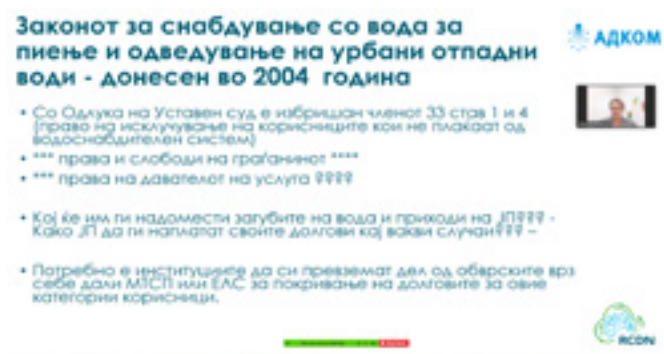 Законот за снабдување со вода за
пиење и одведување на урбани отпадни
води - донесен во 2004 година
АДКОМ
• Со Одлука на Уставен суд е избришан членот 33 став 1 и 4
(право на исклучување на корисниците кои не плаќаат од
водоснабдителен систем)
• *** права и слободи на граѓанинот ****
• *** права на давателот на услуга ????
• Кој ќе им ги надомести загубите на вода и приходи на ЈП??? -
Како ЈП да ги наплатат своите долгови кај вакви случаи??? –
• Потребно е институциите да си превземат дел од обврските врз
себе дали МТСП или ЕЛС за покривање на долговите за овие
категории корисници.
RCDN